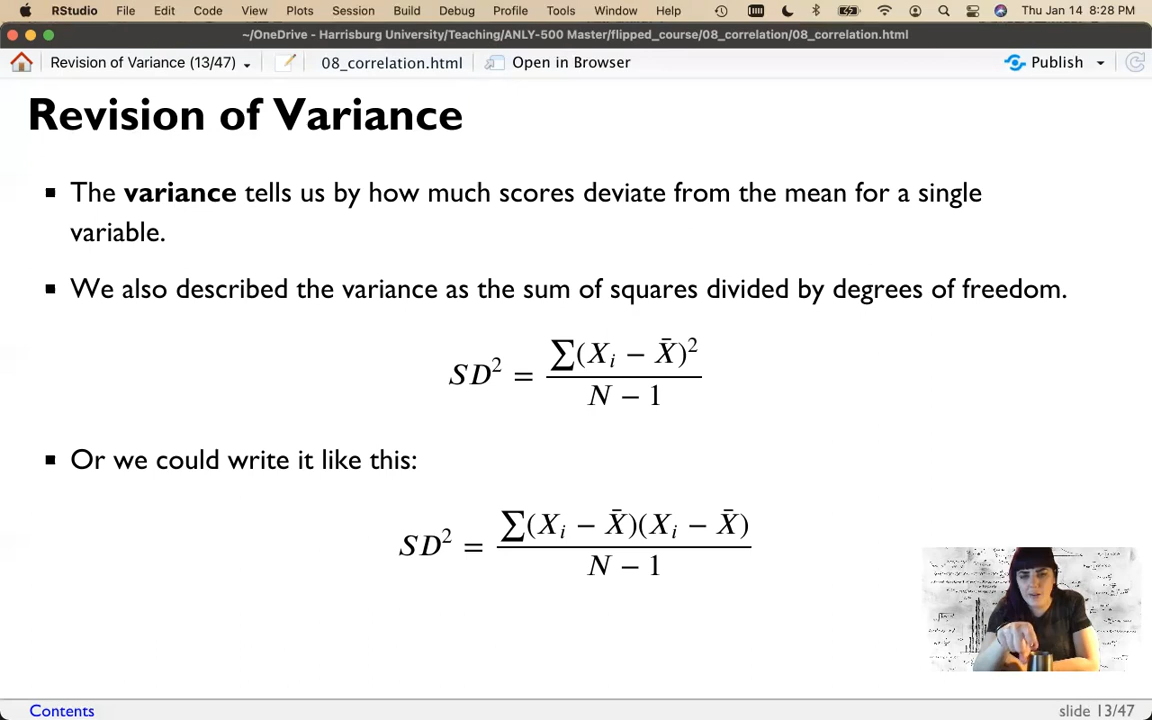 RStudio File Edit Code View Plots Session Build Debug Profile Tools Window Help Thu Jan 14 8:28 PM
~/OneDrive - Harrisburg University/Teaching/ANLY-500 Master/flipped_course/08_correlation/08_correlation.html
Revision of Variance (13/47) 08_correlation.html Open in Browser Publish
Revision of Variance
The variance tells us by how much scores deviate from the mean for a single
variable.
We also described the variance as the sum of squares divided by degrees of freedom.
SD² = ∑(Xᵢ − X̄)² / N − 1
Or we could write it like this:
SD² = ∑(Xᵢ − X̄)(Xᵢ − X̄) / N − 1
Contents slide 13/47